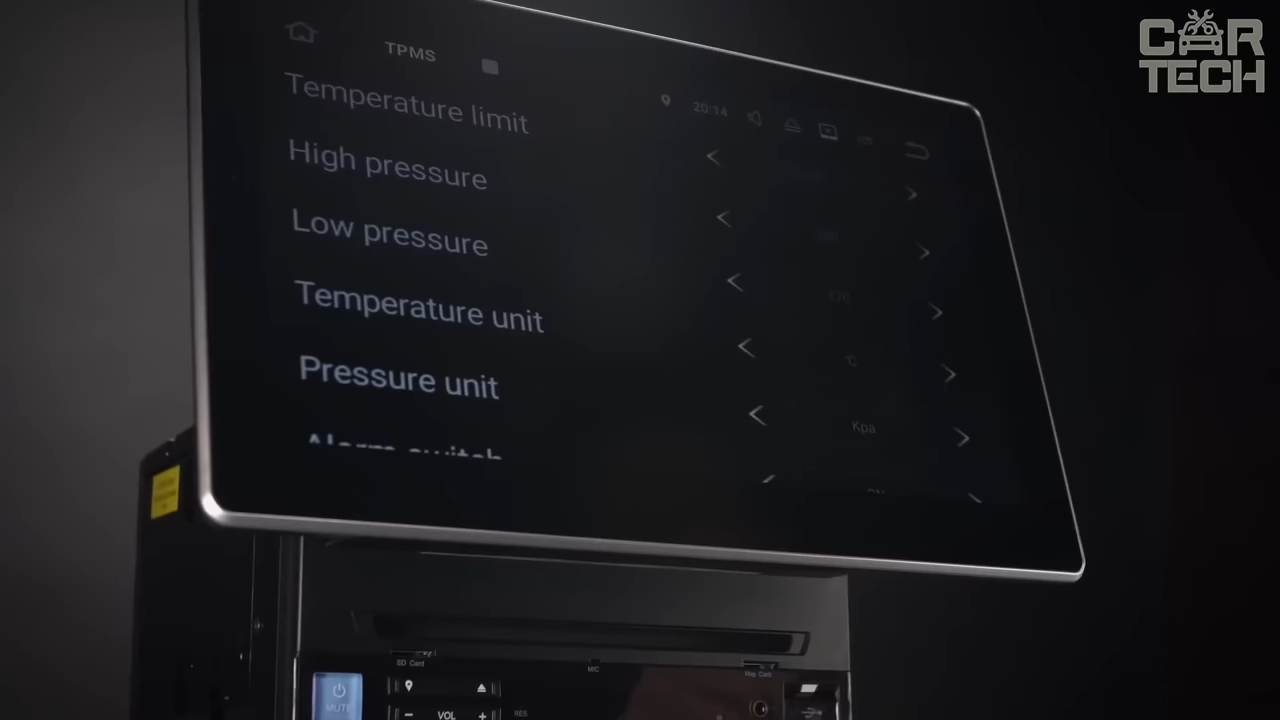 CAR
TECH
TPMS
20:14
Temperature limit
High pressure
Low pressure
Temperature unit
℃
Pressure unit
Kpa
Alarm switch
ON
SD Card
MIC
Map Card
MUTE
VOL
RES